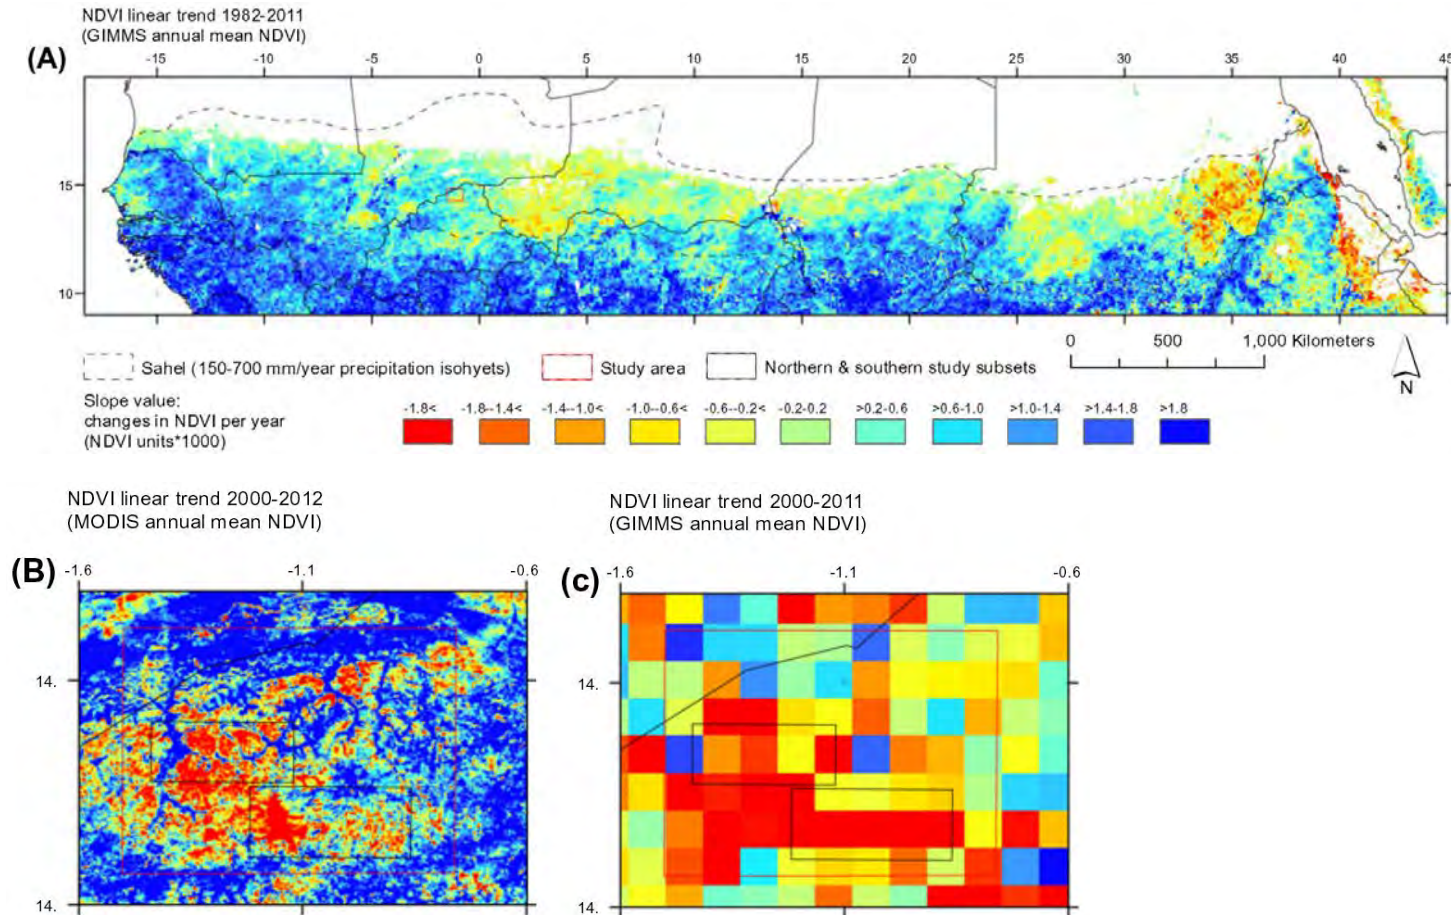 NDVI linear trend 1982-2011
(GIMMS annual mean NDVI)
(A)
-15 -10 -5 0 5 10 15 20 25 30 35 40 45
15
10
Sahel (150-700 mm/year precipitation isohyets)
Study area
Northern & southern study subsets
0 500 1,000 Kilometers
N
Slope value:
changes in NDVI per year
(NDVI units*1000)
-1.8< -1.8--1.4< -1.4--1.0< -1.0--0.6< -0.6--0.2< -0.2-0.2 >0.2-0.6 >0.6-1.0 >1.0-1.4 >1.4-1.8 >1.8
NDVI linear trend 2000-2012
(MODIS annual mean NDVI)
(B)
-1.6 -1.1 -0.6
14.
14.
NDVI linear trend 2000-2011
(GIMMS annual mean NDVI)
(c)
-1.6 -1.1 -0.6
14.
14.